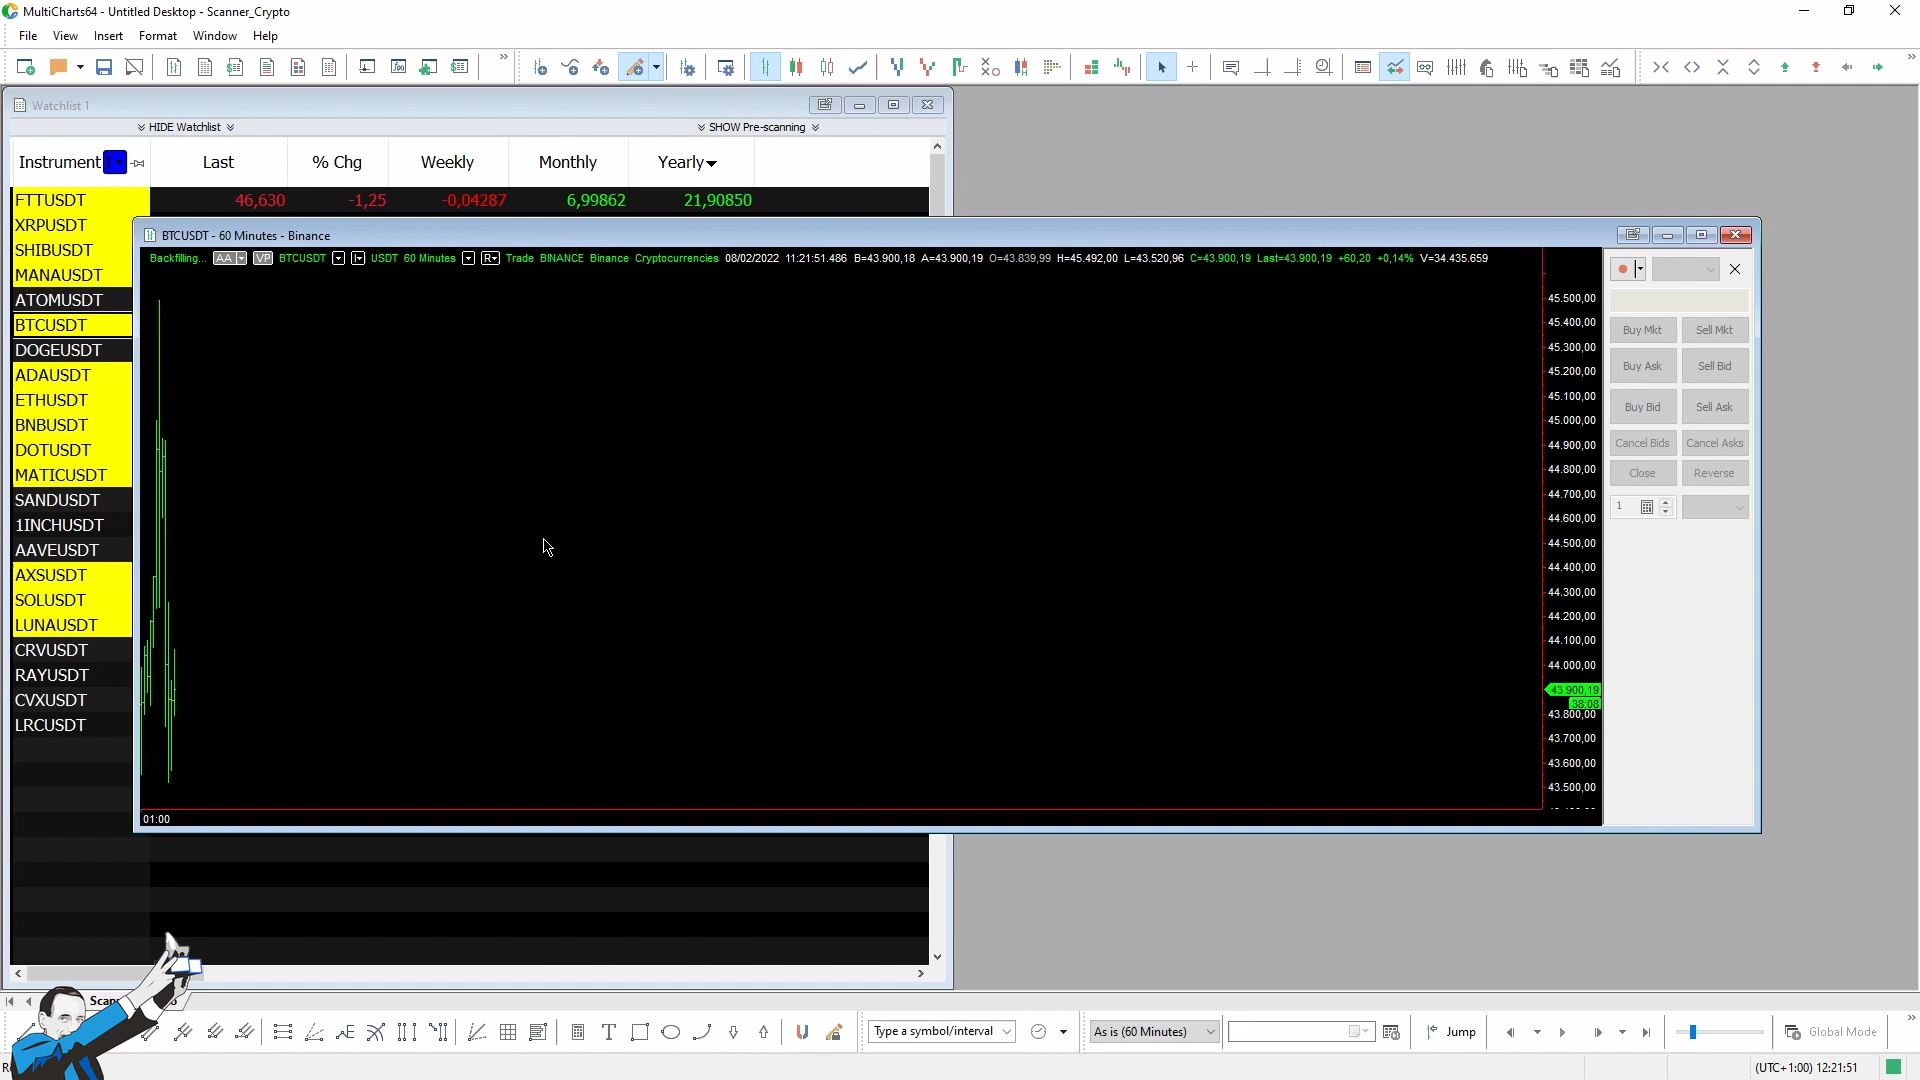 MultiCharts64 - Untitled Desktop - Scanner_Crypto
File View Insert Format Window Help
Watchlist 1
HIDE Watchlist SHOW Pre-scanning
Instrument Last % Chg Weekly Monthly Yearly
FTTUSDT 46,630 -1,25 -0,04287 6,99862 21,90850
XRPUSDT
SHIBUSDT
MANAUSDT
ATOMUSDT
BTCUSDT
DOGEUSDT
ADAUSDT
ETHUSDT
BNBUSDT
DOTUSDT
MATICUSDT
SANDUSDT
1INCHUSDT
AAVEUSDT
AXSUSDT
SOLUSDT
LUNAUSDT
CRVUSDT
RAYUSDT
CVXUSDT
LRCUSDT
BTCUSDT - 60 Minutes - Binance
Backfilling... AA VP BTCUSDT I USDT 60 Minutes R Trade BINANCE Binance Cryptocurrencies 08/02/2022 11:21:51.486 B=43.900,18 A=43.900,19 O=43.839,99 H=45.492,00 L=43.520,96 C=43.900,19 Last=43.900,19 +60,20 +0,14% V=34.435.659
45.500,00
45.400,00
45.300,00
45.200,00
45.100,00
45.000,00
44.900,00
44.800,00
44.700,00
44.600,00
44.500,00
44.400,00
44.300,00
44.200,00
44.100,00
44.000,00
43.900,19
38:08
43.800,00
43.700,00
43.600,00
43.500,00
01:00
Buy Mkt Sell Mkt
Buy Ask Sell Bid
Buy Bid Sell Ask
Cancel Bids Cancel Asks
Close Reverse
1
Type a symbol/interval As is (60 Minutes) Jump Global Mode
(UTC+1:00) 12:21:51